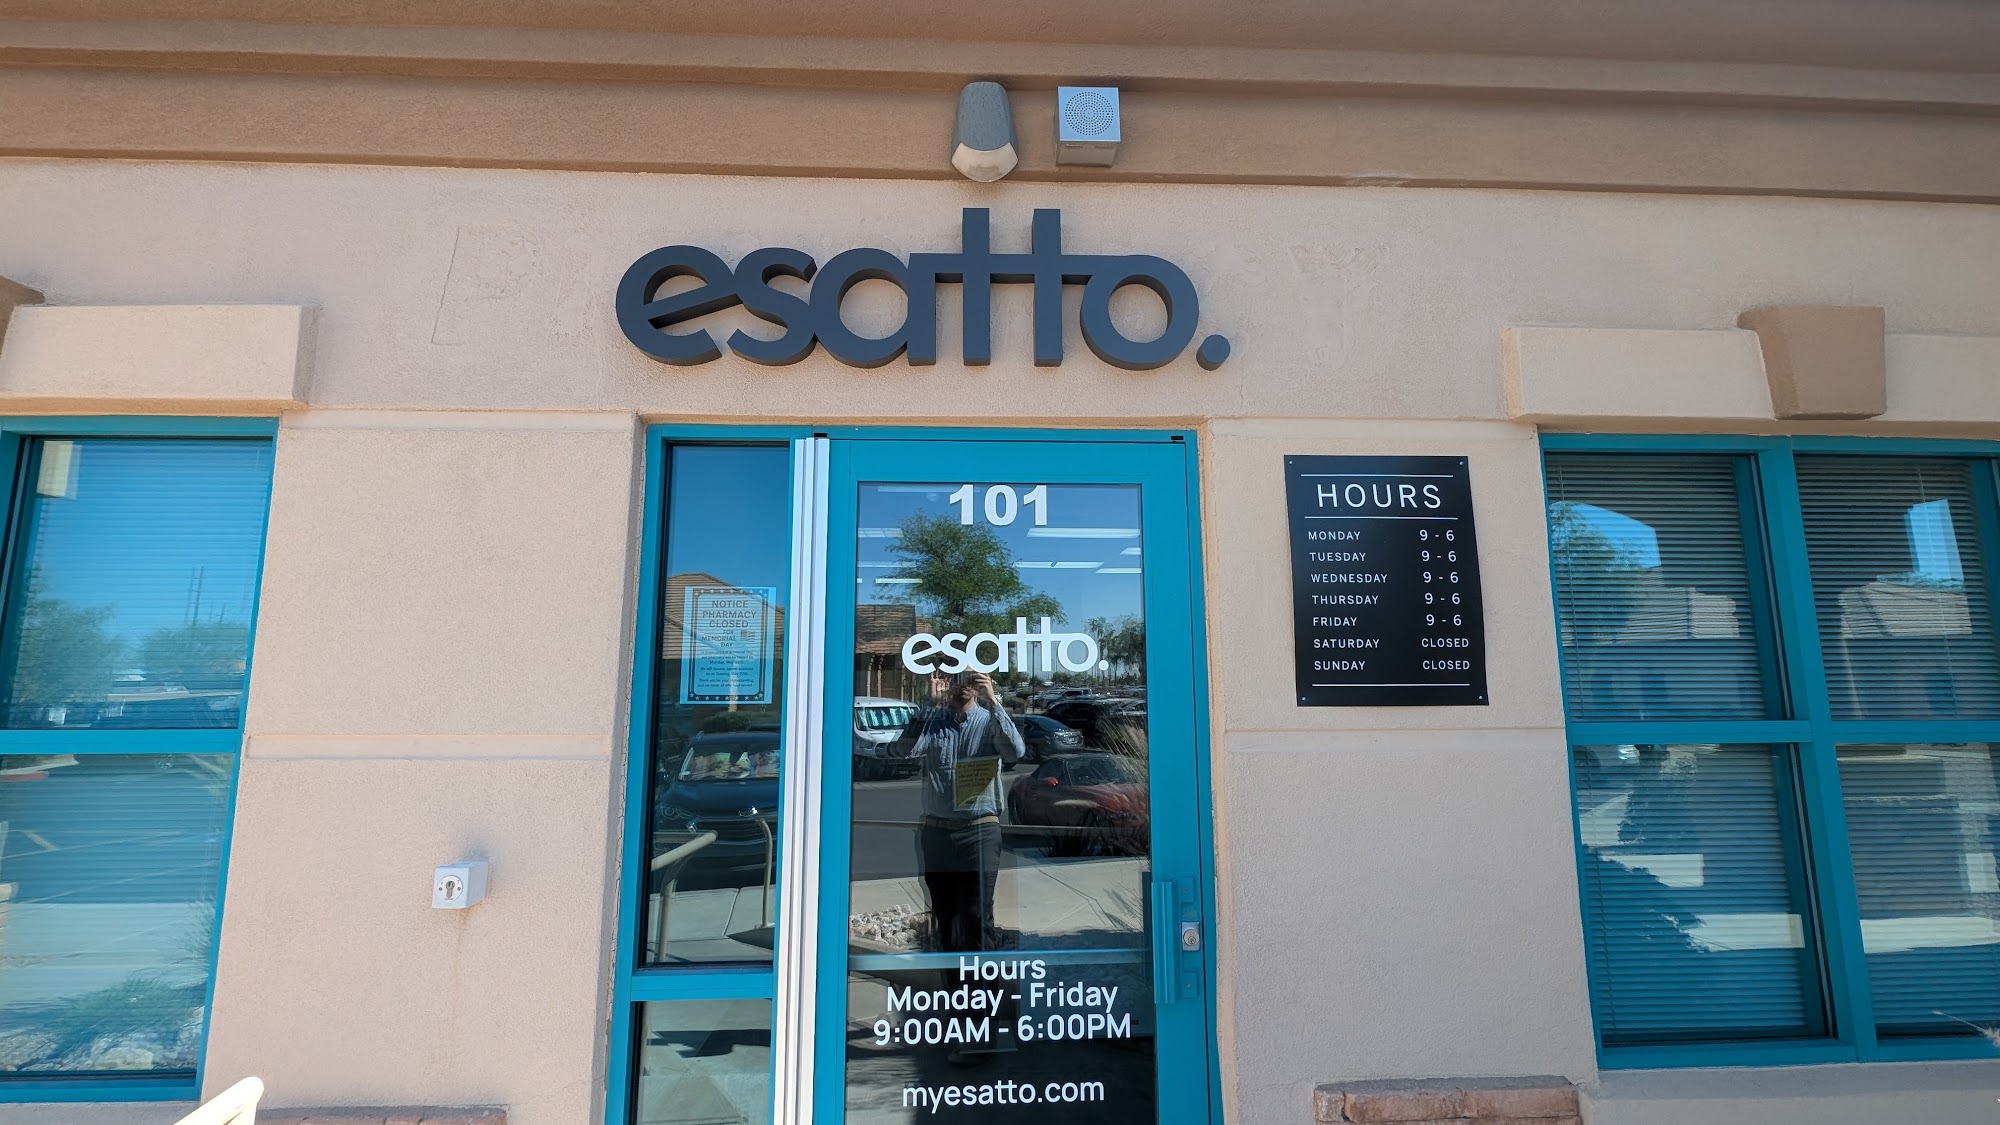 esatto.
101
NOTICE
PHARMACY
CLOSED
FOR
MEMORIAL
DAY
esatto.
Hours
Monday - Friday
9:00AM - 6:00PM
myesatto.com
HOURS
MONDAY 9 - 6
TUESDAY 9 - 6
WEDNESDAY 9 - 6
THURSDAY 9 - 6
FRIDAY 9 - 6
SATURDAY CLOSED
SUNDAY CLOSED